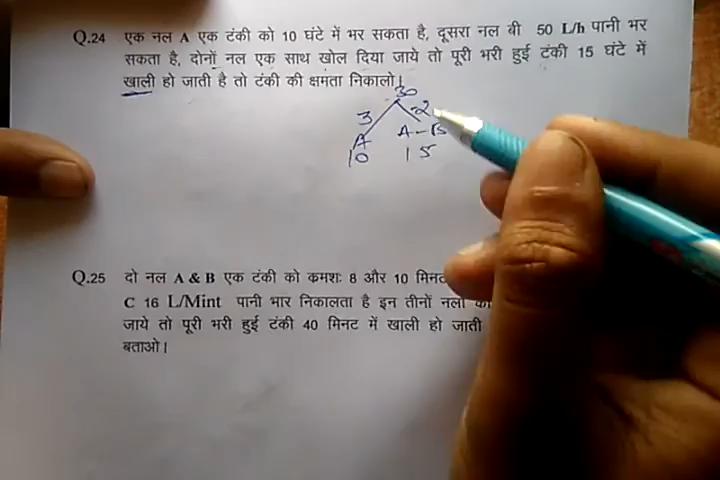 Q.24 एक नल A एक टंकी को 10 घंटे में भर सकता है, दूसरा नल बी 50 L/h पानी भर
सकता है, दोनों नल एक साथ खोल दिया जाये तो पूरी भरी हुई टंकी 15 घंटे में
खाली हो जाती है तो टंकी की क्षमता निकालो।
30
3 -2
A A-B
10 15
Q.25 दो नल A & B एक टंकी को कमशः 8 और 10 मिनट
C 16 L/Mint पानी भार निकालता है इन तीनों नलों को
जाये तो पूरी भरी हुई टंकी 40 मिनट में खाली हो जाती
बताओ।